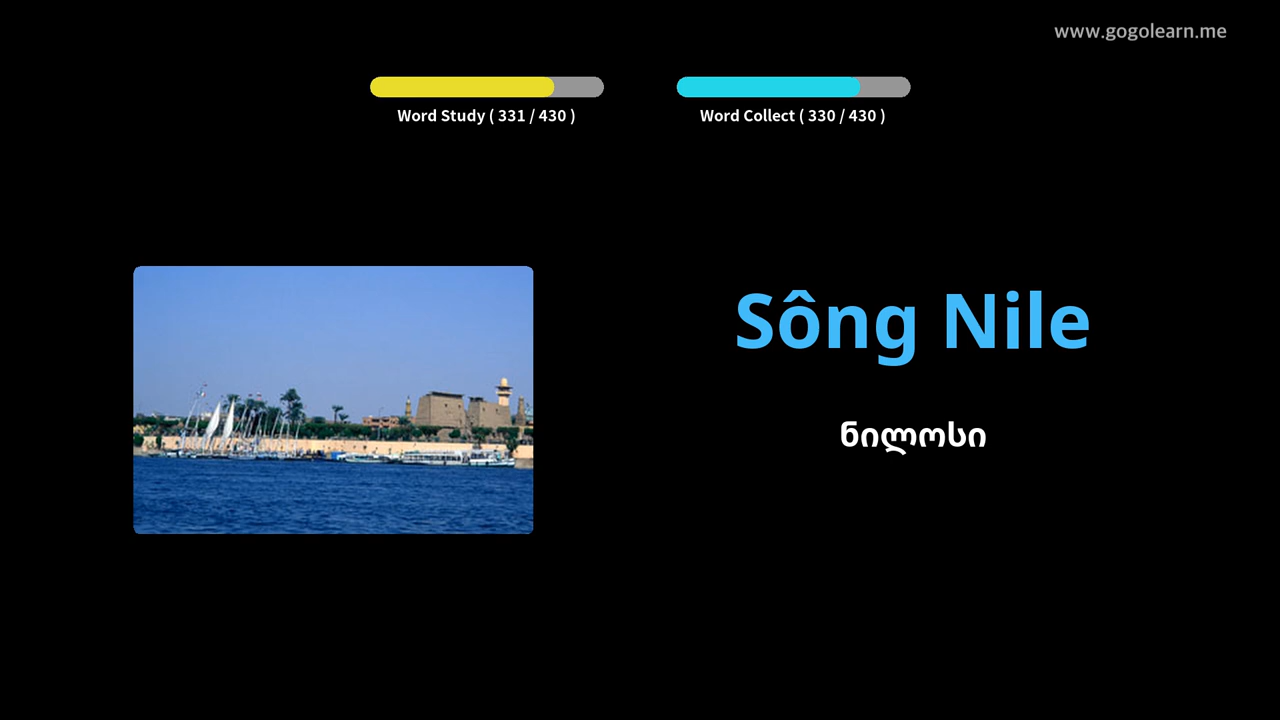 www.gogolearn.me
Word Study ( 331 / 430 )
Word Collect ( 330 / 430 )
Sông Nile
ნილოსი